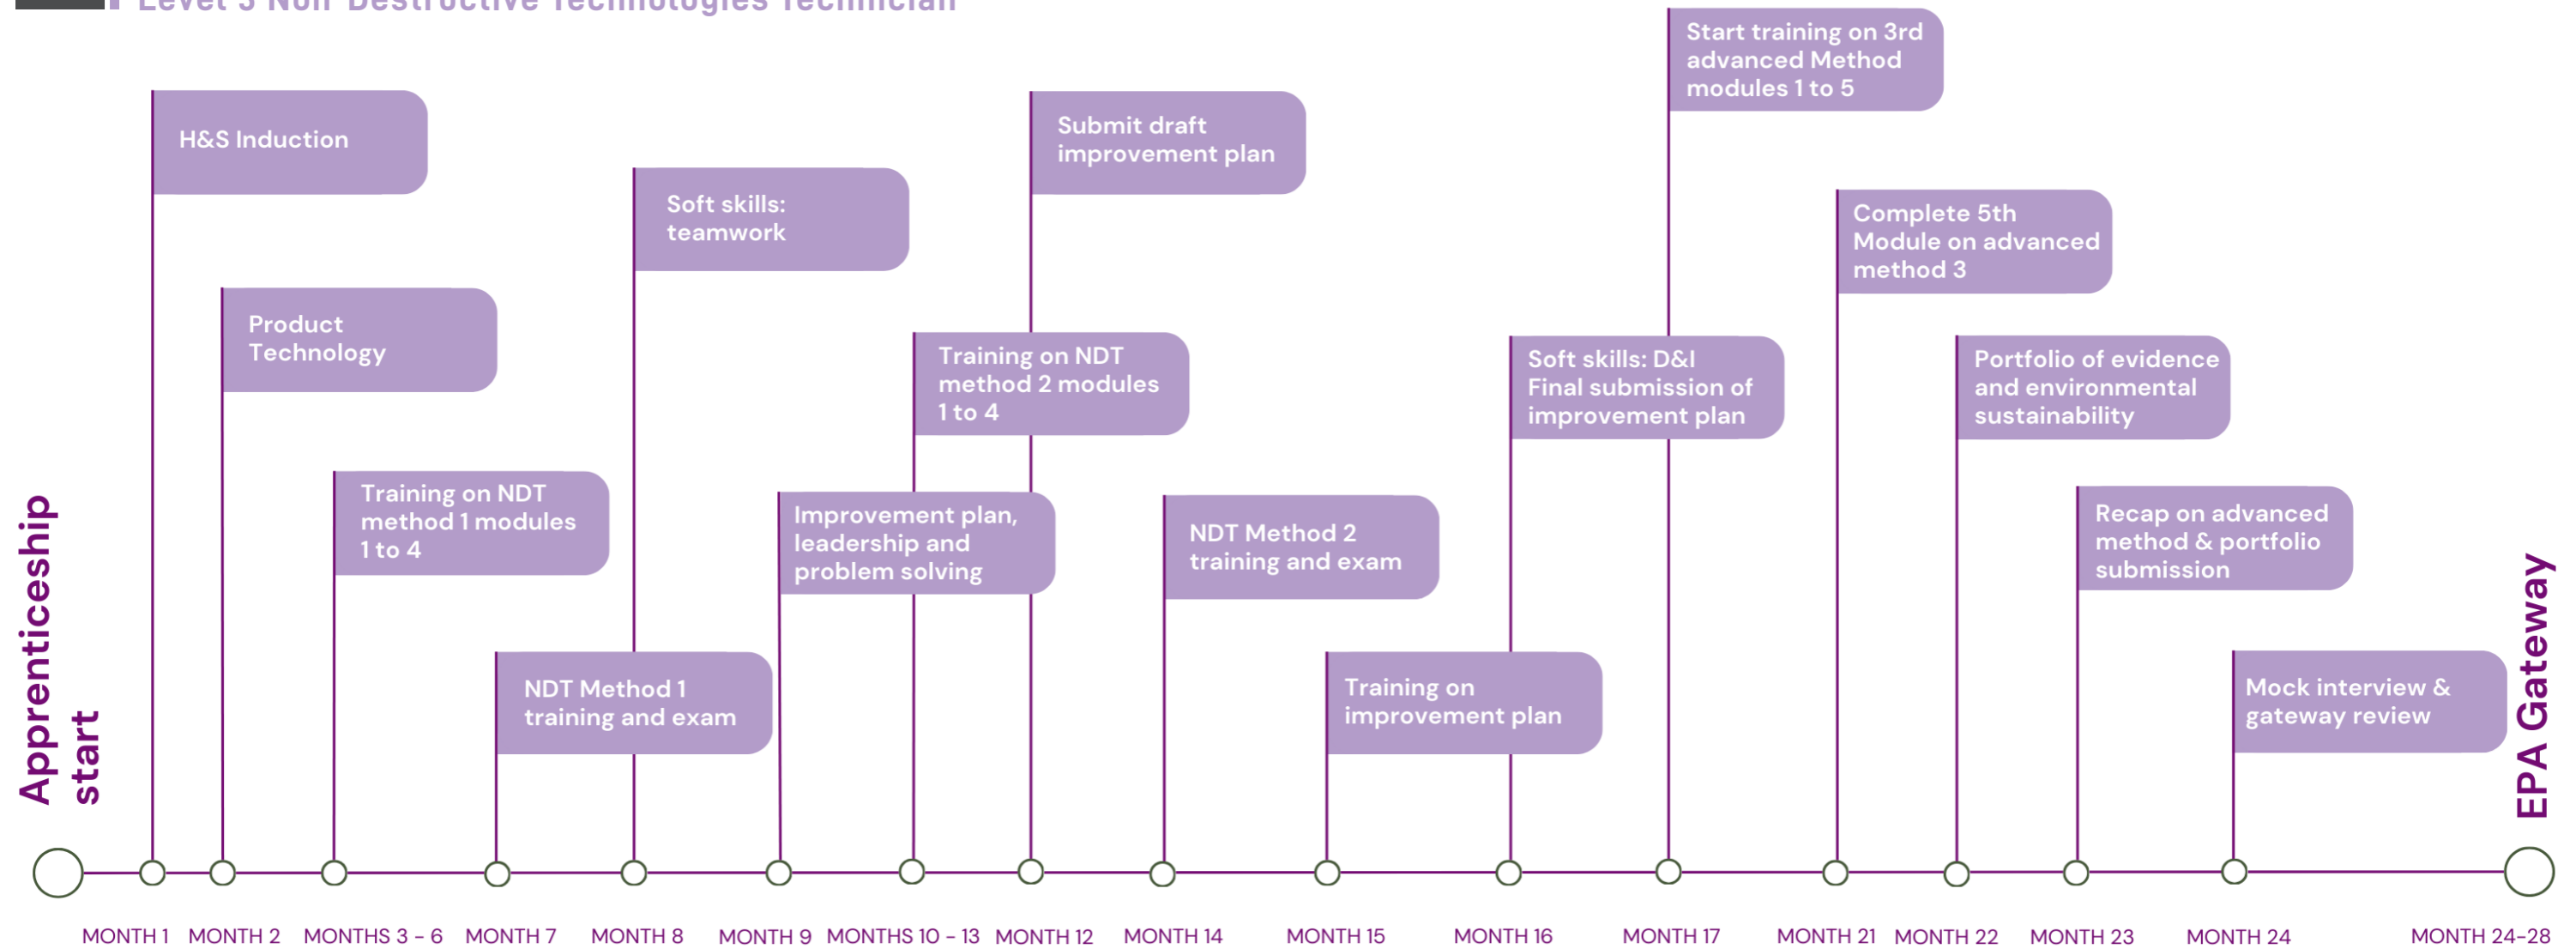 Level 3 Non-Destructive Technologies Technician
Apprenticeship
start
H&S Induction
Product
Technology
Training on NDT
method 1 modules
1 to 4
NDT Method 1
training and exam
Soft skills:
teamwork
Improvement plan,
leadership and
problem solving
Training on NDT
method 2 modules
1 to 4
Submit draft
improvement plan
NDT Method 2
training and exam
Training on
improvement plan
Soft skills: D&I
Final submission of
improvement plan
Start training on 3rd
advanced Method
modules 1 to 5
Complete 5th
Module on advanced
method 3
Portfolio of evidence
and environmental
sustainability
Recap on advanced
method & portfolio
submission
Mock interview &
gateway review
EPA Gateway
MONTH 1
MONTH 2
MONTHS 3 - 6
MONTH 7
MONTH 8
MONTH 9
MONTHS 10 - 13
MONTH 12
MONTH 14
MONTH 15
MONTH 16
MONTH 17
MONTH 21
MONTH 22
MONTH 23
MONTH 24
MONTH 24-28